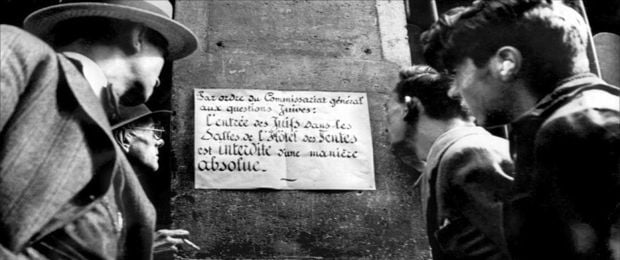 Par ordre du Commissariat général
aux questions Juives:
L'entrée des Juifs dans les
Salles de l'Hôtel des Ventes
est interdite d'une manière
absolue.